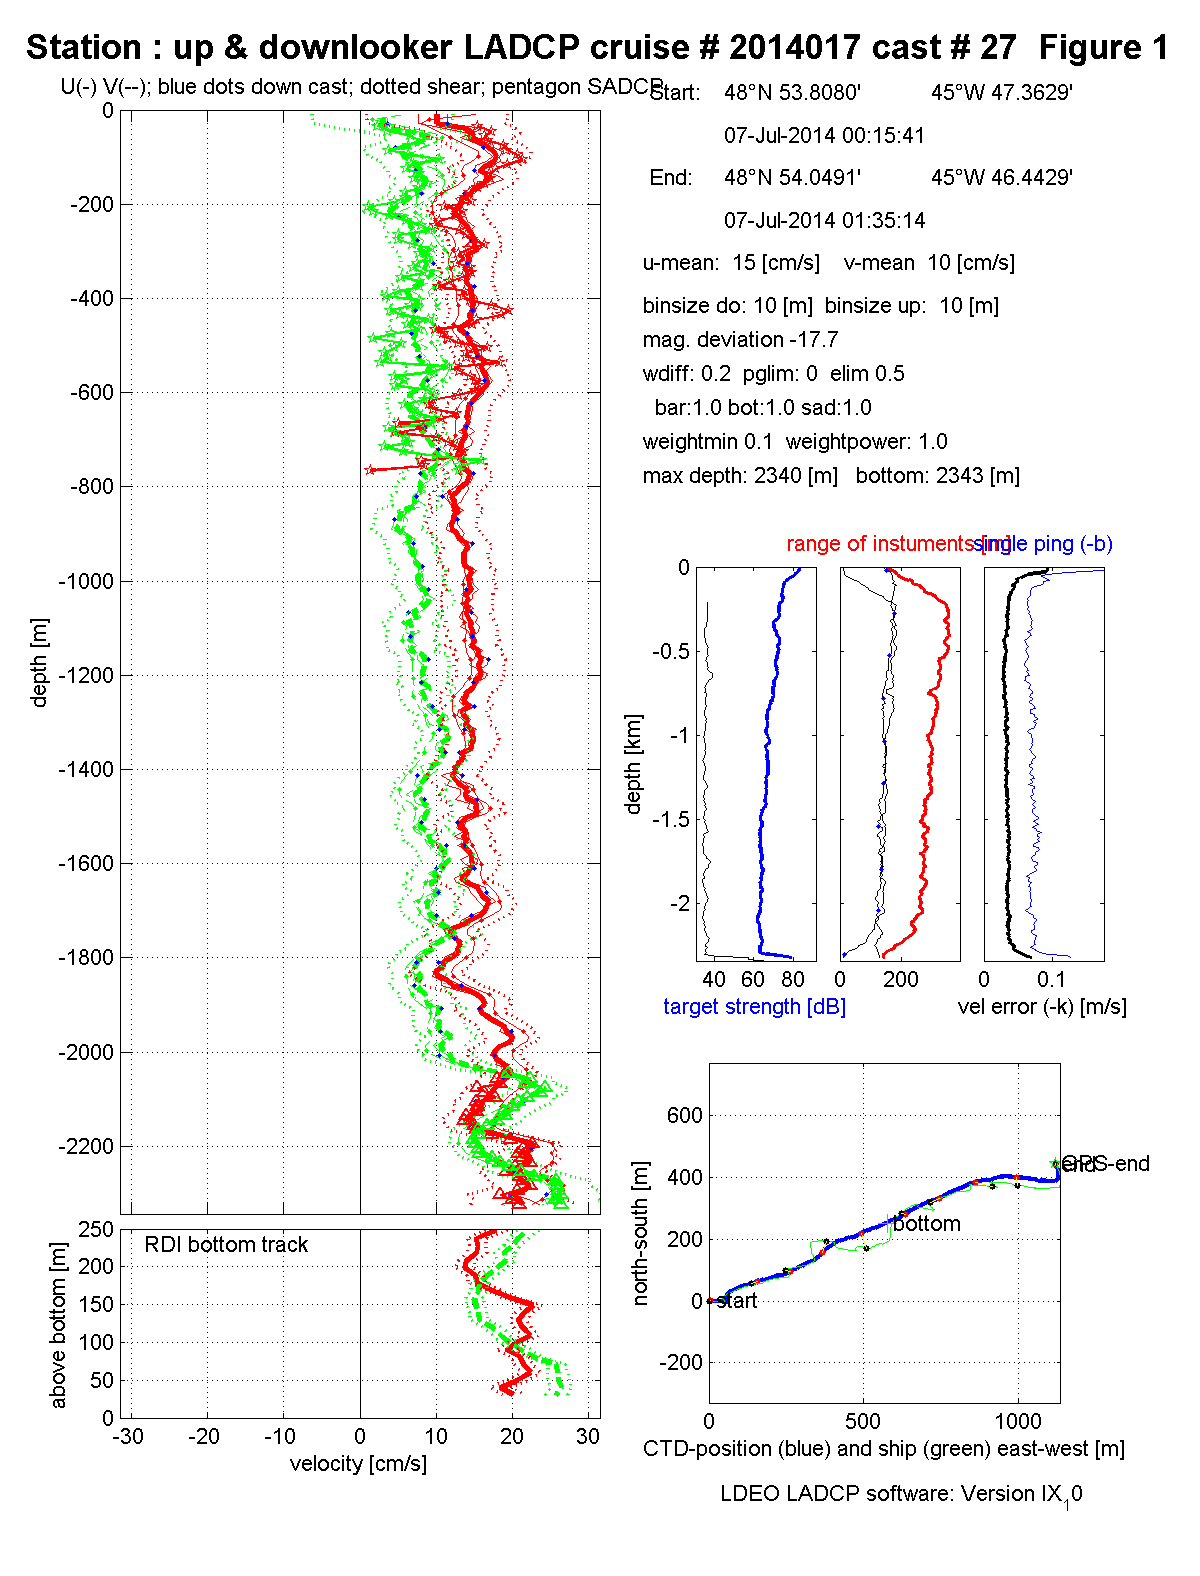 Station : up & downlooker LADCP cruise # 2014017 cast # 27 Figure 1
U(-) V(--); blue dots down cast; dotted shear; pentagon SADCP
Start: 48°N 53.8080' 45°W 47.3629'
07-Jul-2014 00:15:41
End: 48°N 54.0491' 45°W 46.4429'
07-Jul-2014 01:35:14
u-mean: 15 [cm/s] v-mean 10 [cm/s]
binsize do: 10 [m] binsize up: 10 [m]
mag. deviation -17.7
wdiff: 0.2 pglim: 0 elim 0.5
bar:1.0 bot:1.0 sad:1.0
weightmin 0.1 weightpower: 1.0
max depth: 2340 [m] bottom: 2343 [m]
0
-200
-400
-600
-800
-1000
-1200
-1400
-1600
-1800
-2000
-2200
depth [m]
RDI bottom track
250
200
150
100
50
0
above bottom [m]
-30 -20 -10 0 10 20 30
velocity [cm/s]
range of instuments [m]
single ping (-b)
0
-0.5
-1
-1.5
-2
depth [km]
40 60 80
0 200
0 0.1
target strength [dB]
vel error (-k) [m/s]
600
400
200
0
-200
north-south [m]
start
bottom
end
GPS-end
0 500 1000
CTD-position (blue) and ship (green) east-west [m]
LDEO LADCP software: Version IX10